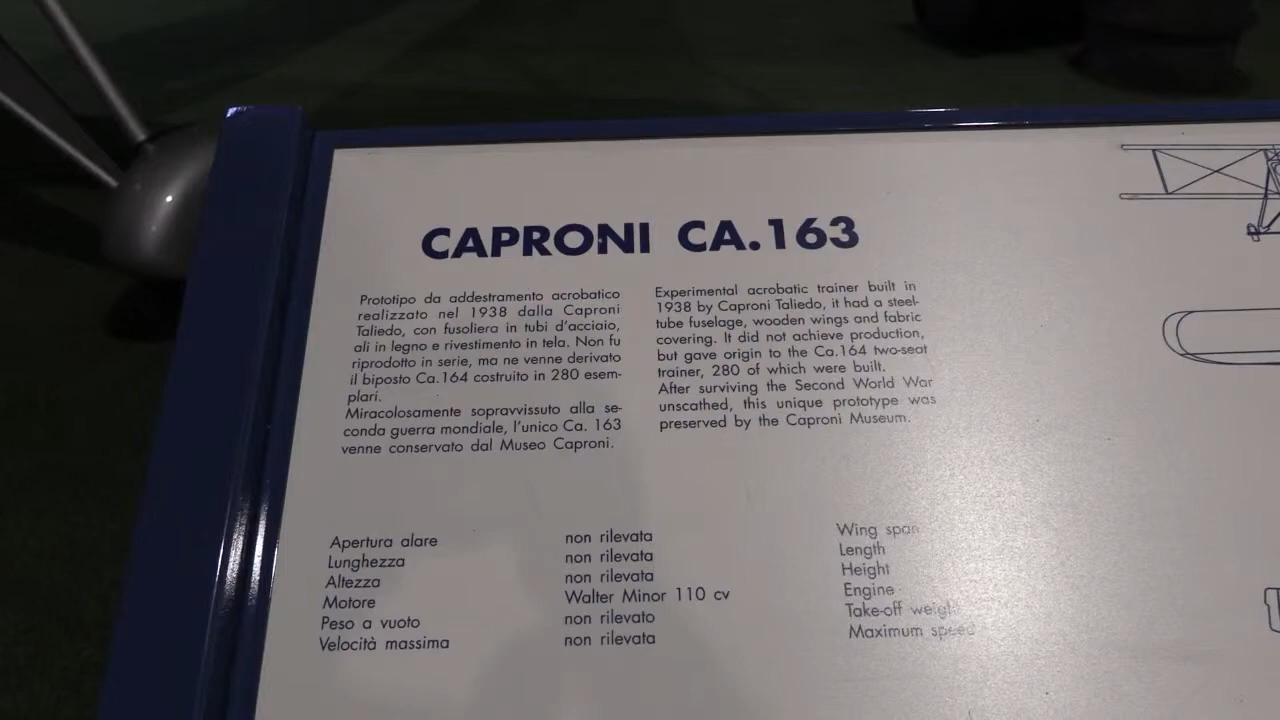 CAPRONI CA.163
Prototipo da addestramento acrobatico
realizzato nel 1938 dalla Caproni
Taliedo, con fusoliera in tubi d'acciaio,
ali in legno e rivestimento in tela. Non fu
riprodotto in serie, ma ne venne derivato
il biposto Ca.164 costruito in 280 esem-
plari.
Miracolosamente sopravvissuto alla se-
conda guerra mondiale, l'unico Ca. 163
venne conservato dal Museo Caproni.
Experimental acrobatic trainer built in
1938 by Caproni Taliedo, it had a steel-
tube fuselage, wooden wings and fabric
covering. It did not achieve production,
but gave origin to the Ca.164 two-seat
trainer, 280 of which were built.
After surviving the Second World War
unscathed, this unique prototype was
preserved by the Caproni Museum.
Apertura alare non rilevata
Lunghezza non rilevata
Altezza non rilevata
Motore Walter Minor 110 cv
Peso a vuoto non rilevato
Velocità massima non rilevata
Wing span
Length
Height
Engine
Take-off weight
Maximum speed